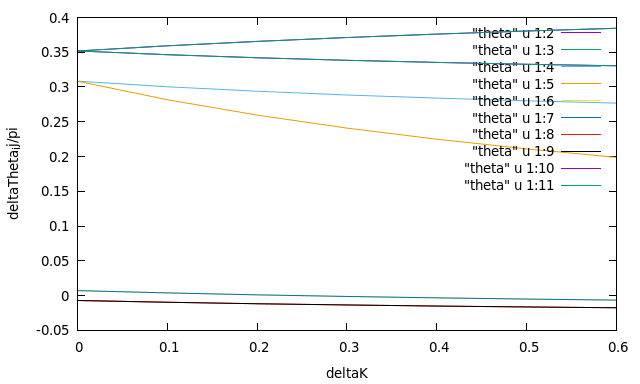 0.4
0.35
0.3
0.25
0.2
0.15
0.1
0.05
0
-0.05
0
0.1
0.2
0.3
0.4
0.5
0.6
deltaThetaij/pi
deltaK
"theta" u 1:2
"theta" u 1:3
"theta" u 1:4
"theta" u 1:5
"theta" u 1:6
"theta" u 1:7
"theta" u 1:8
"theta" u 1:9
"theta" u 1:10
"theta" u 1:11